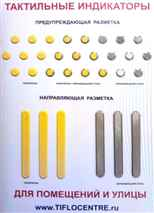 ТАКТИЛЬНЫЕ ИНДИКАТОРЫ
ПРЕДУПРЕЖДАЮЩАЯ РАЗМЕТКА
НАПРАВЛЯЮЩАЯ РАЗМЕТКА
ДЛЯ ПОМЕЩЕНИЙ И УЛИЦЫ
www.TIFLOCENTRE.ru